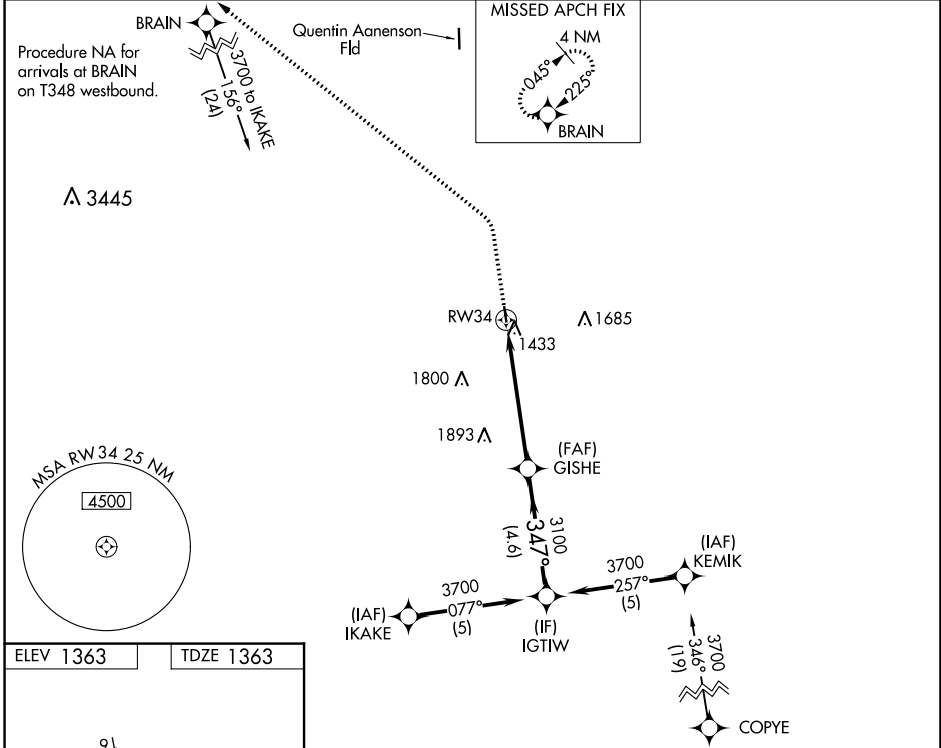 BRAIN
Procedure NA for
arrivals at BRAIN
on T348 westbound.
3700 to IKAKE
156°
(24)
Quentin Aanenson
Fld
MISSED APCH FIX
4 NM
045°
225°
BRAIN
3445
RW34
1433
1685
1800
1893
(FAF)
GISHE
MSA RW34 25 NM
4500
3100
347°
(4.6)
(IAF)
KEMIK
3700
257°
(5)
3700
077°
(5)
(IAF)
IKAKE
(IF)
IGTIW
3700
346°
(19)
COPYE
ELEV 1363
TDZE 1363